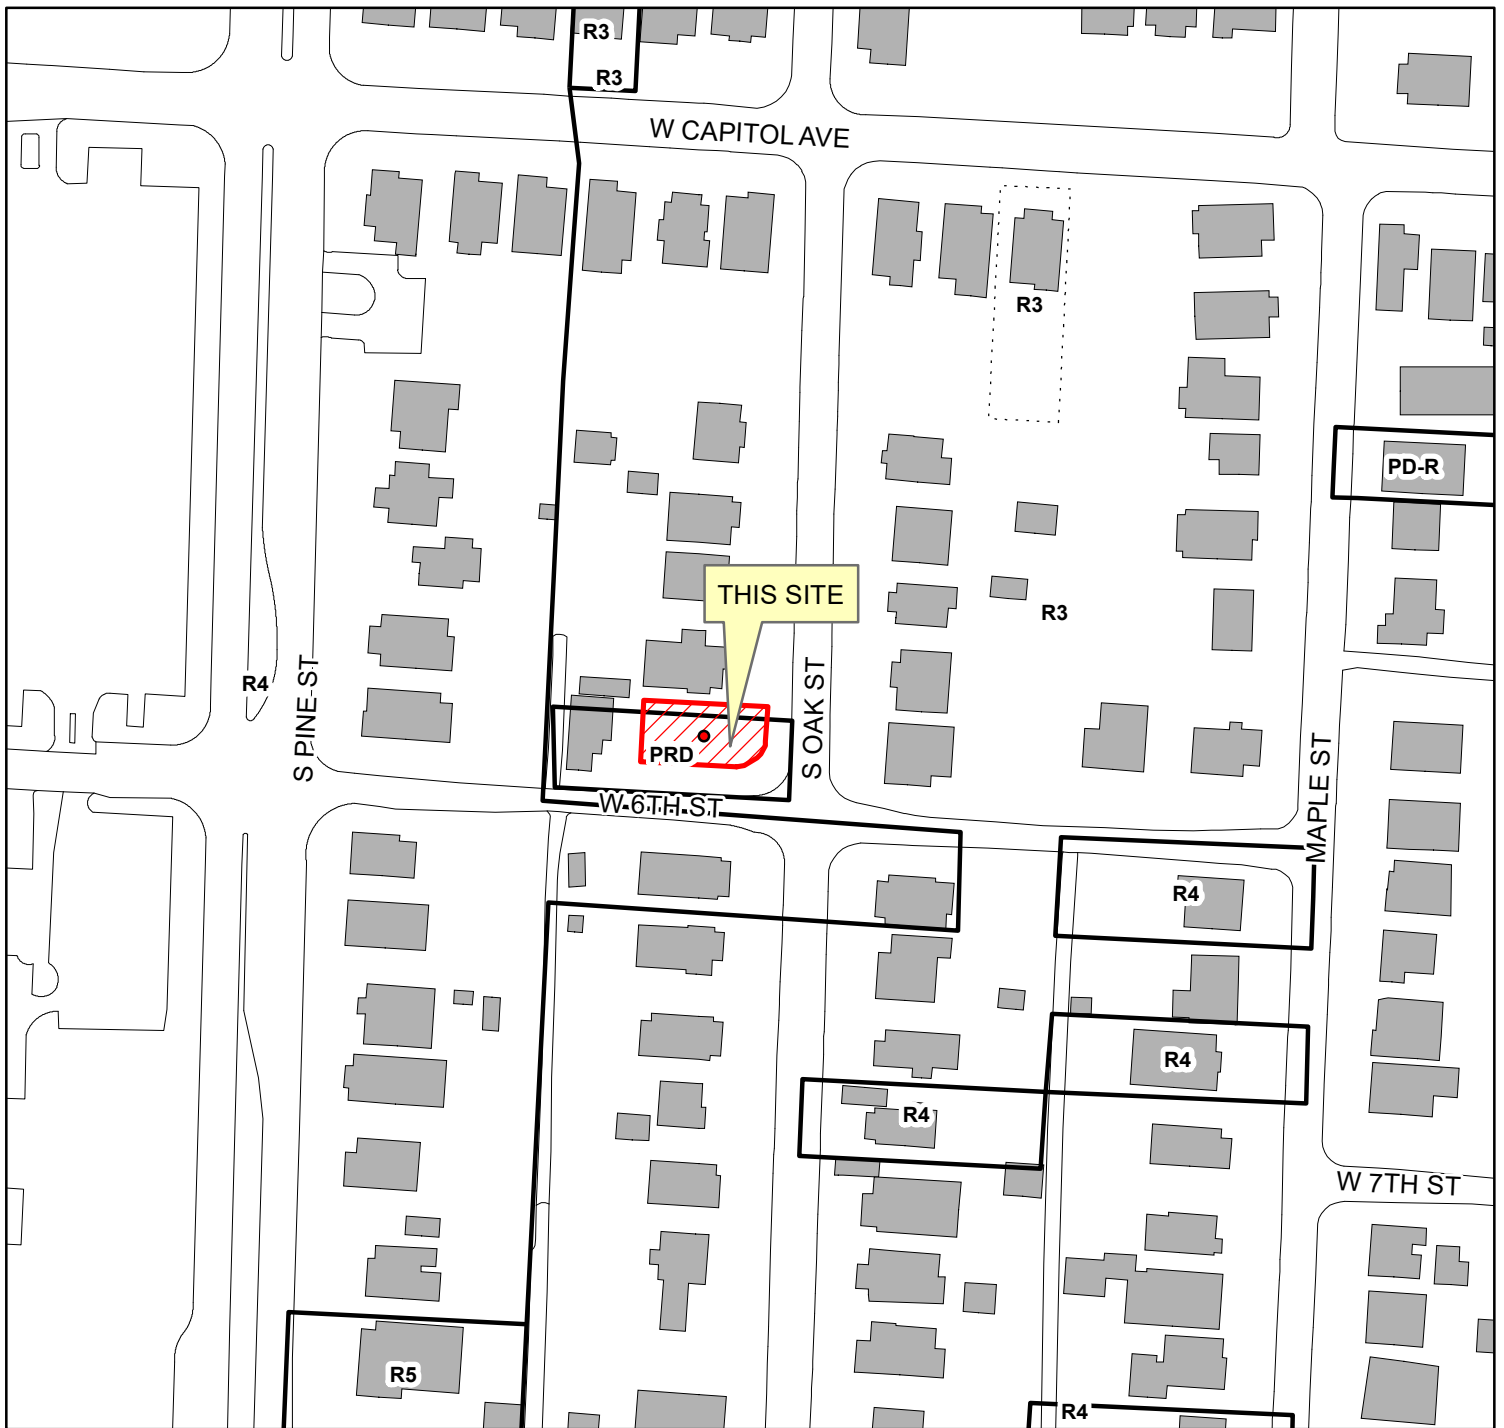 R3
R3
W CAPITOL AVE
R3
PD-R
THIS SITE
R3
R4
S PINE ST
S OAK ST
PRD
MAPLE ST
W 6TH ST
R4
R4
R4
W 7TH ST
R5
R4